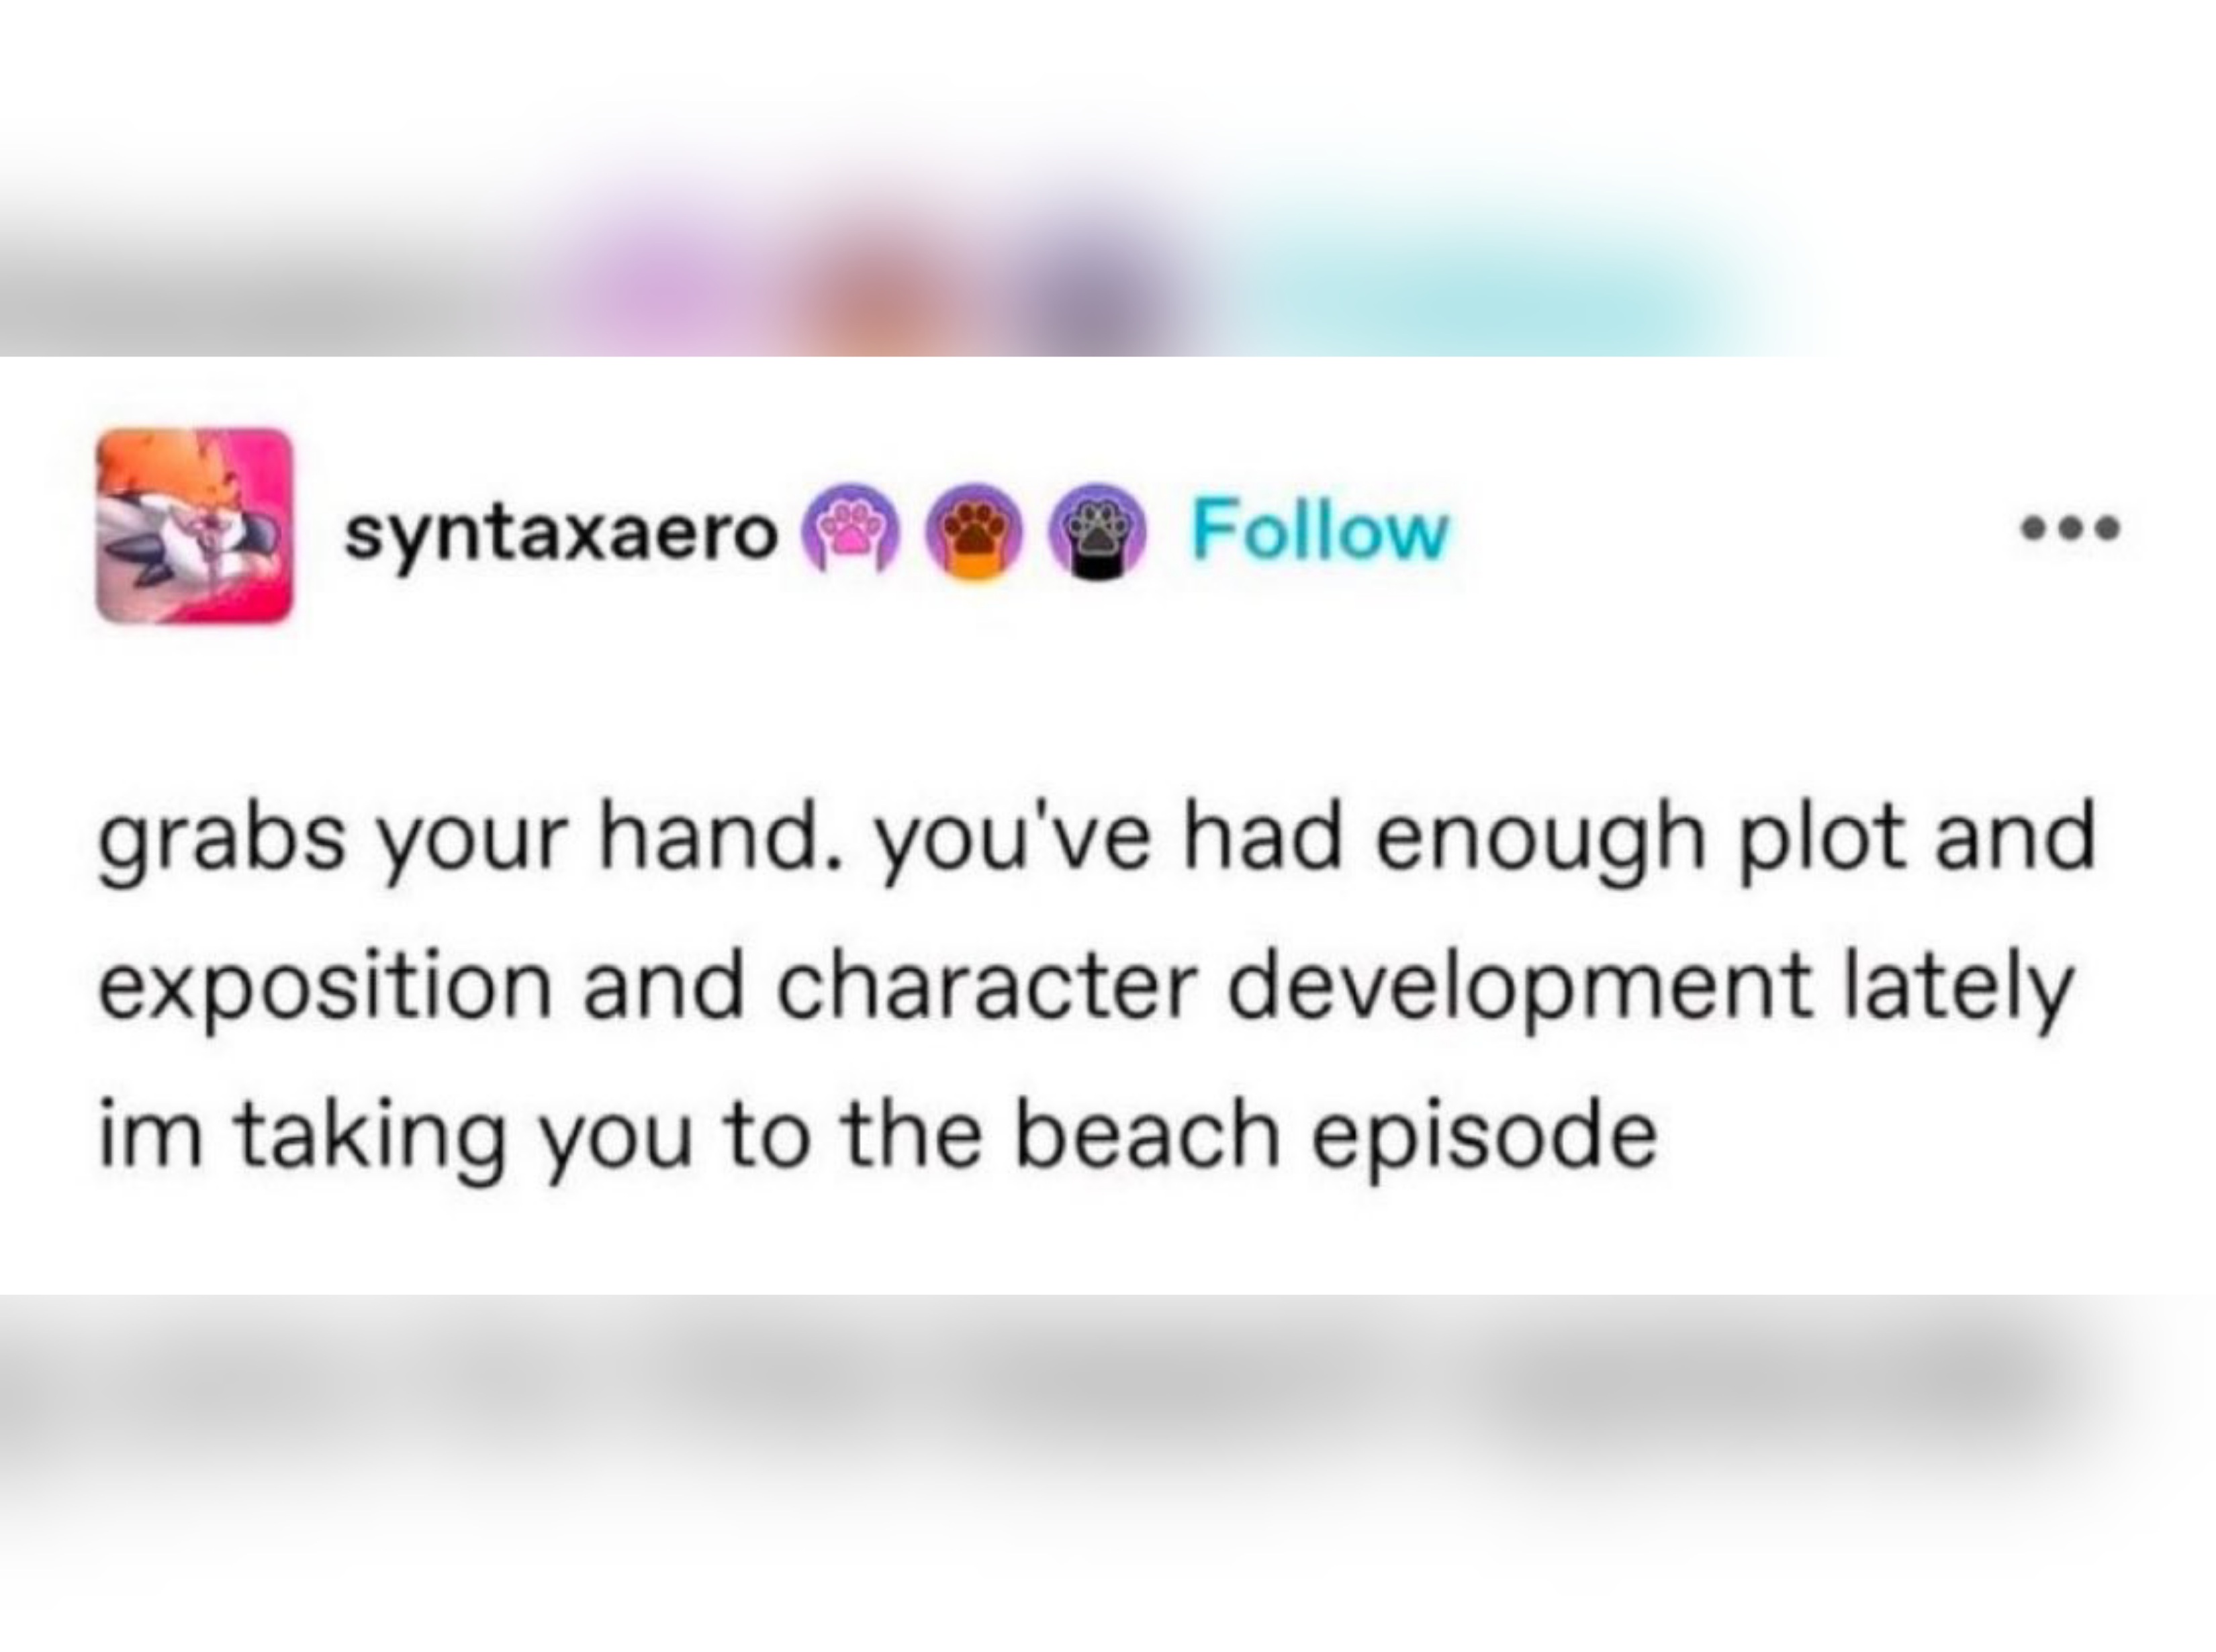 syntaxaero Follow
grabs your hand. you've had enough plot and
exposition and character development lately
im taking you to the beach episode